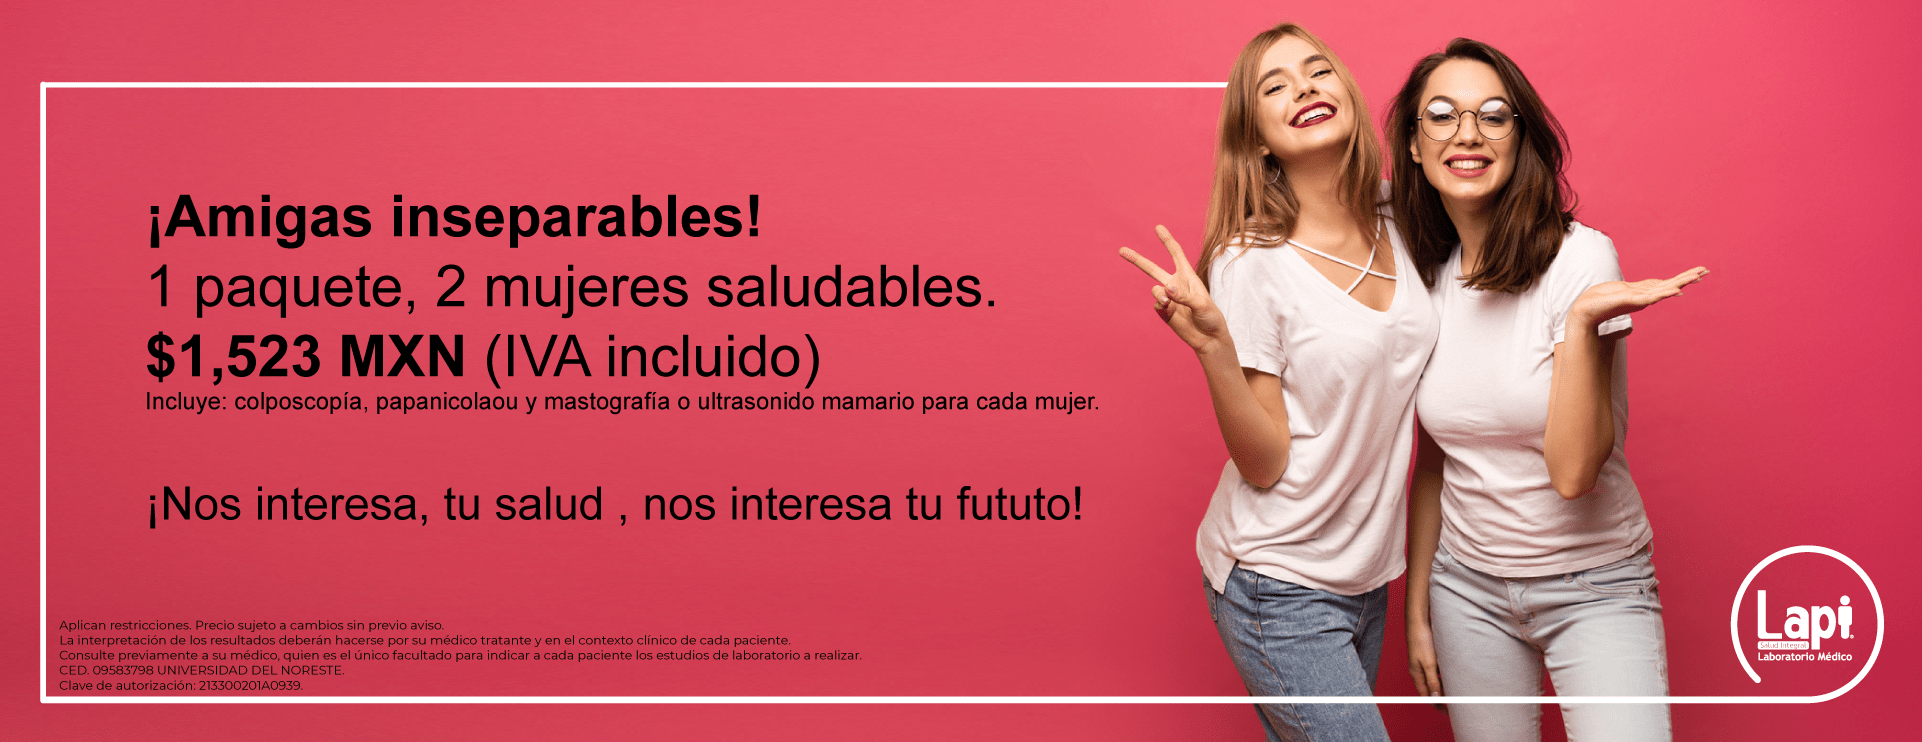 ¡Amigas inseparables!
1 paquete, 2 mujeres saludables.
$1,523 MXN (IVA incluido)
Incluye: colposcopía, papanicolaou y mastografía o ultrasonido mamario para cada mujer.
¡Nos interesa, tu salud , nos interesa tu fututo!
Aplican restricciones. Precio sujeto a cambios sin previo aviso.
La interpretación de los resultados deberán hacerse por su médico tratante y en el contexto clínico de cada paciente.
Consulte previamente a su médico, quien es el único facultado para indicar a cada paciente los estudios de laboratorio a realizar.
CED. 09583798 UNIVERSIDAD DEL NORESTE.
Clave de autorización: 213300201A0939.
Lapi®
Salud Integral
Laboratorio Médico